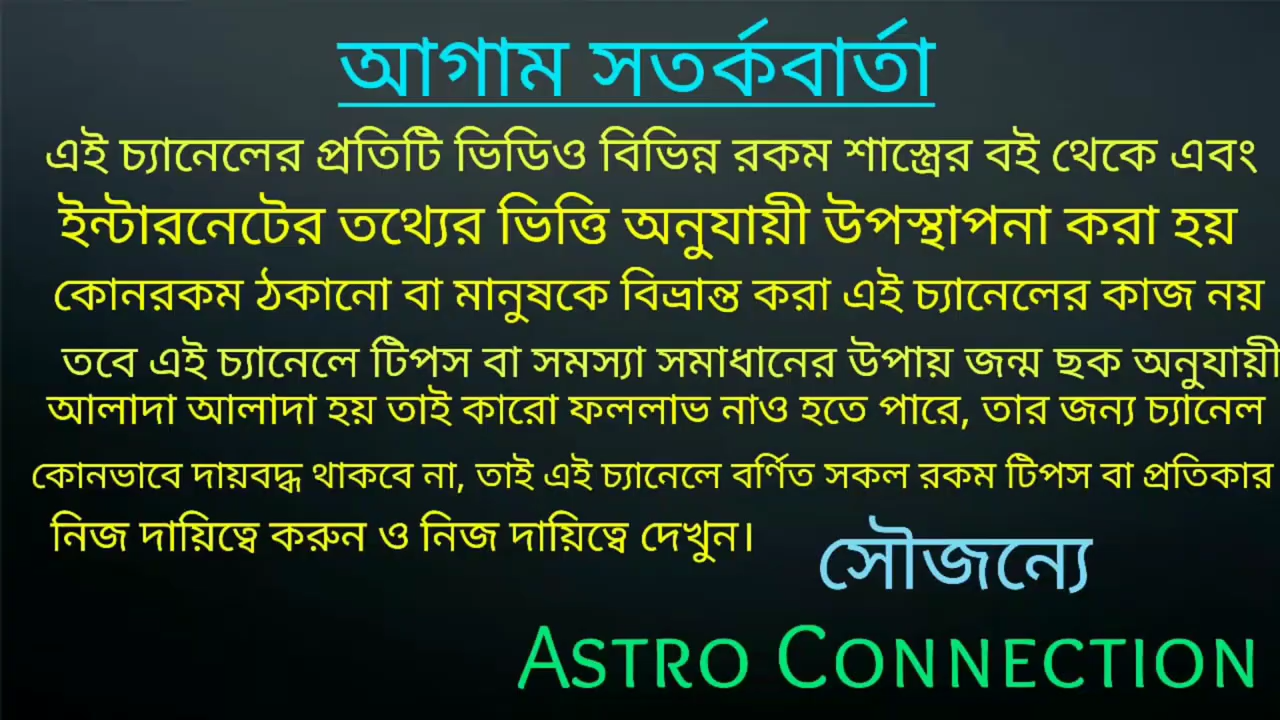 আগাম সতর্কবার্তা
এই চ্যানেলের প্রতিটি ভিডিও বিভিন্ন রকম শাস্ত্রের বই থেকে এবং
ইন্টারনেটের তথ্যের ভিত্তি অনুযায়ী উপস্থাপনা করা হয়
কোনরকম ঠকানো বা মানুষকে বিভ্রান্ত করা এই চ্যানেলের কাজ নয়
তবে এই চ্যানেলে টিপস বা সমস্যা সমাধানের উপায় জন্ম ছক অনুযায়ী
আলাদা আলাদা হয় তাই কারো ফললাভ নাও হতে পারে, তার জন্য চ্যানেল
কোনভাবে দায়বদ্ধ থাকবে না, তাই এই চ্যানেলে বর্ণিত সকল রকম টিপস বা প্রতিকার
নিজ দায়িত্বে করুন ও নিজ দায়িত্বে দেখুন।
সৌজন্যে
ASTRO CONNECTION